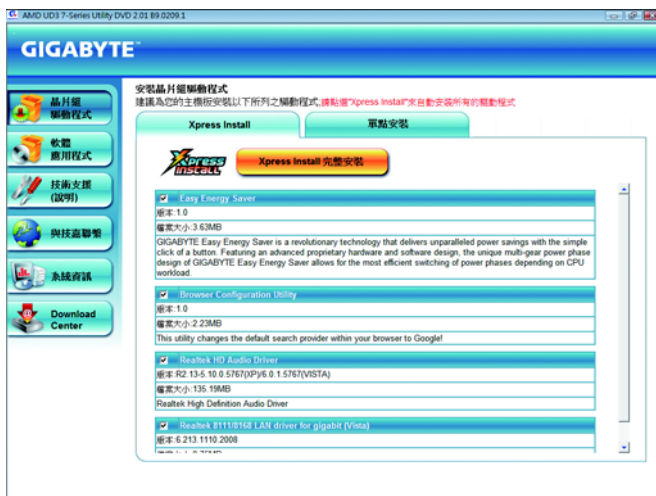 AMD UD3 7-Series Utility DVD 2.01 B9.0209.1
GIGABYTE™
安裝晶片組驅動程式
建議為您的主機板安裝以下所列之驅動程式;請點選"Xpress Install"來自動安裝所有的驅動程式
晶片組
驅動程式
軟體
應用程式
技術支援
(說明)
與技嘉聯繫
系統資訊
Download
Center
Xpress Install
單點安裝
Xpress
INSTALL
Xpress Install 完整安裝
Easy Energy Saver
版本:1.0
檔案大小:3.63MB
GIGABYTE Easy Energy Saver is a revolutionary technology that delivers unparalleled power savings with the simple
click of a button. Featuring an advanced proprietary hardware and software design, the unique multi-gear power phase
design of GIGABYTE Easy Energy Saver allows for the most efficient switching of power phases depending on CPU
workload.
Browser Configuration Utility
版本:1.0
檔案大小:2.23MB
This utility changes the default search provider within your browser to Google!
Realtek HD Audio Driver
版本:R2.13-5.10.0.5767(XP)/6.0.1.5767(VISTA)
檔案大小:135.19MB
Realtek High Definition Audio Driver
Realtek 8111/8168 LAN driver for gigabit (Vista)
版本:6.213.1110.2008